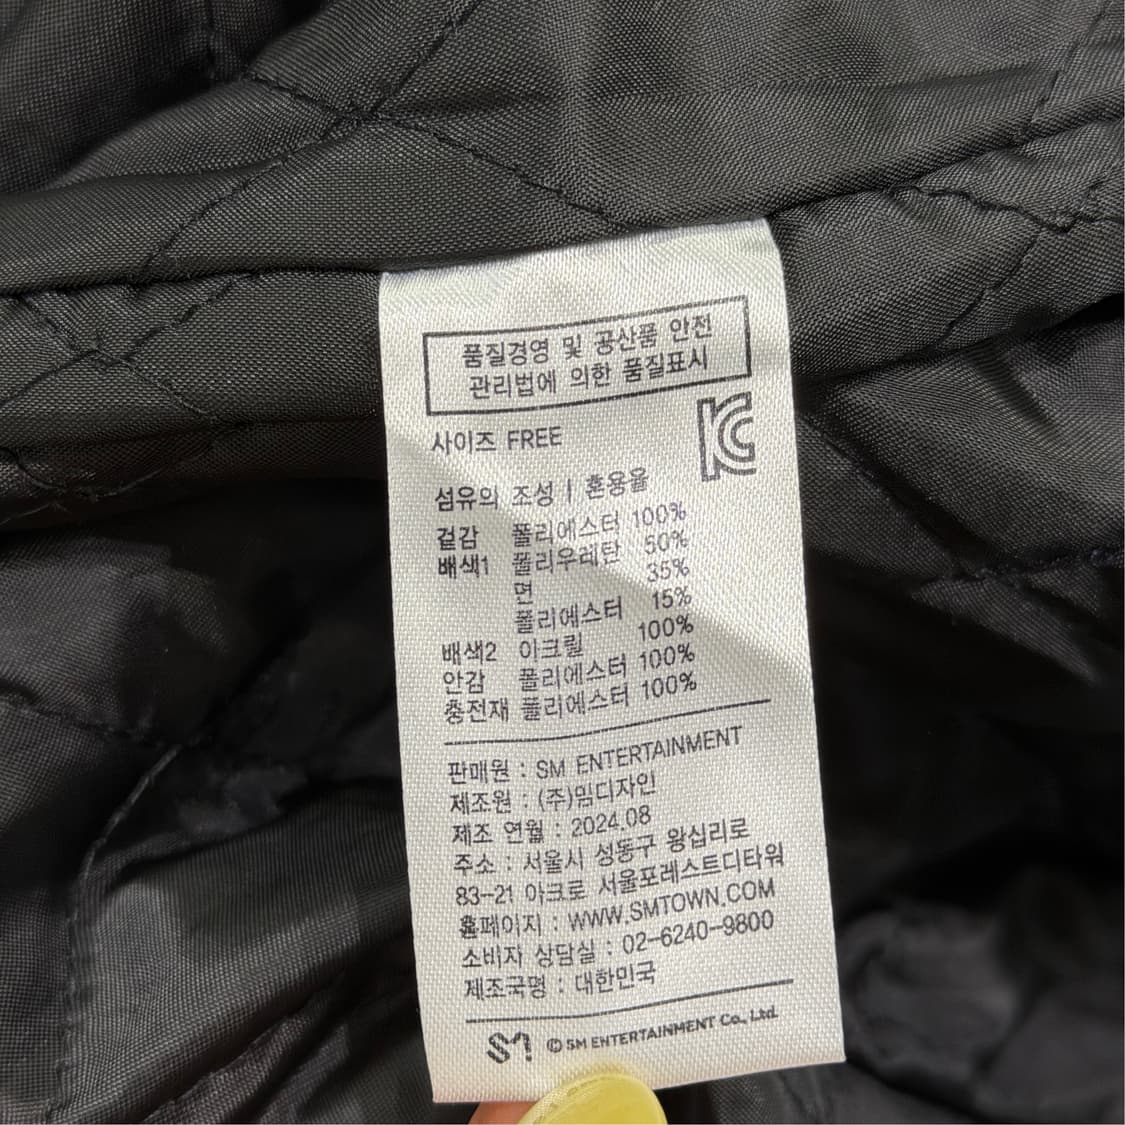 품질경영 및 공산품 안전
관리법에 의한 품질표시
사이즈 FREE
섬유의 조성 | 혼용율
겉감 폴리에스터 100%
배색1 폴리우레탄 50%
면 35%
폴리에스터 15%
배색2 아크릴 100%
안감 폴리에스터 100%
충전재 폴리에스터 100%
판매원 : SM ENTERTAINMENT
제조원 : (주)밈디자인
제조 연월 : 2024.08
주소 : 서울시 성동구 왕십리로
83-21 아크로 서울포레스트디타워
홈페이지 : WWW.SMTOWN.COM
소비자 상담실 : 02-6240-9800
제조국명 : 대한민국
SM © SM ENTERTAINMENT Co., Ltd.